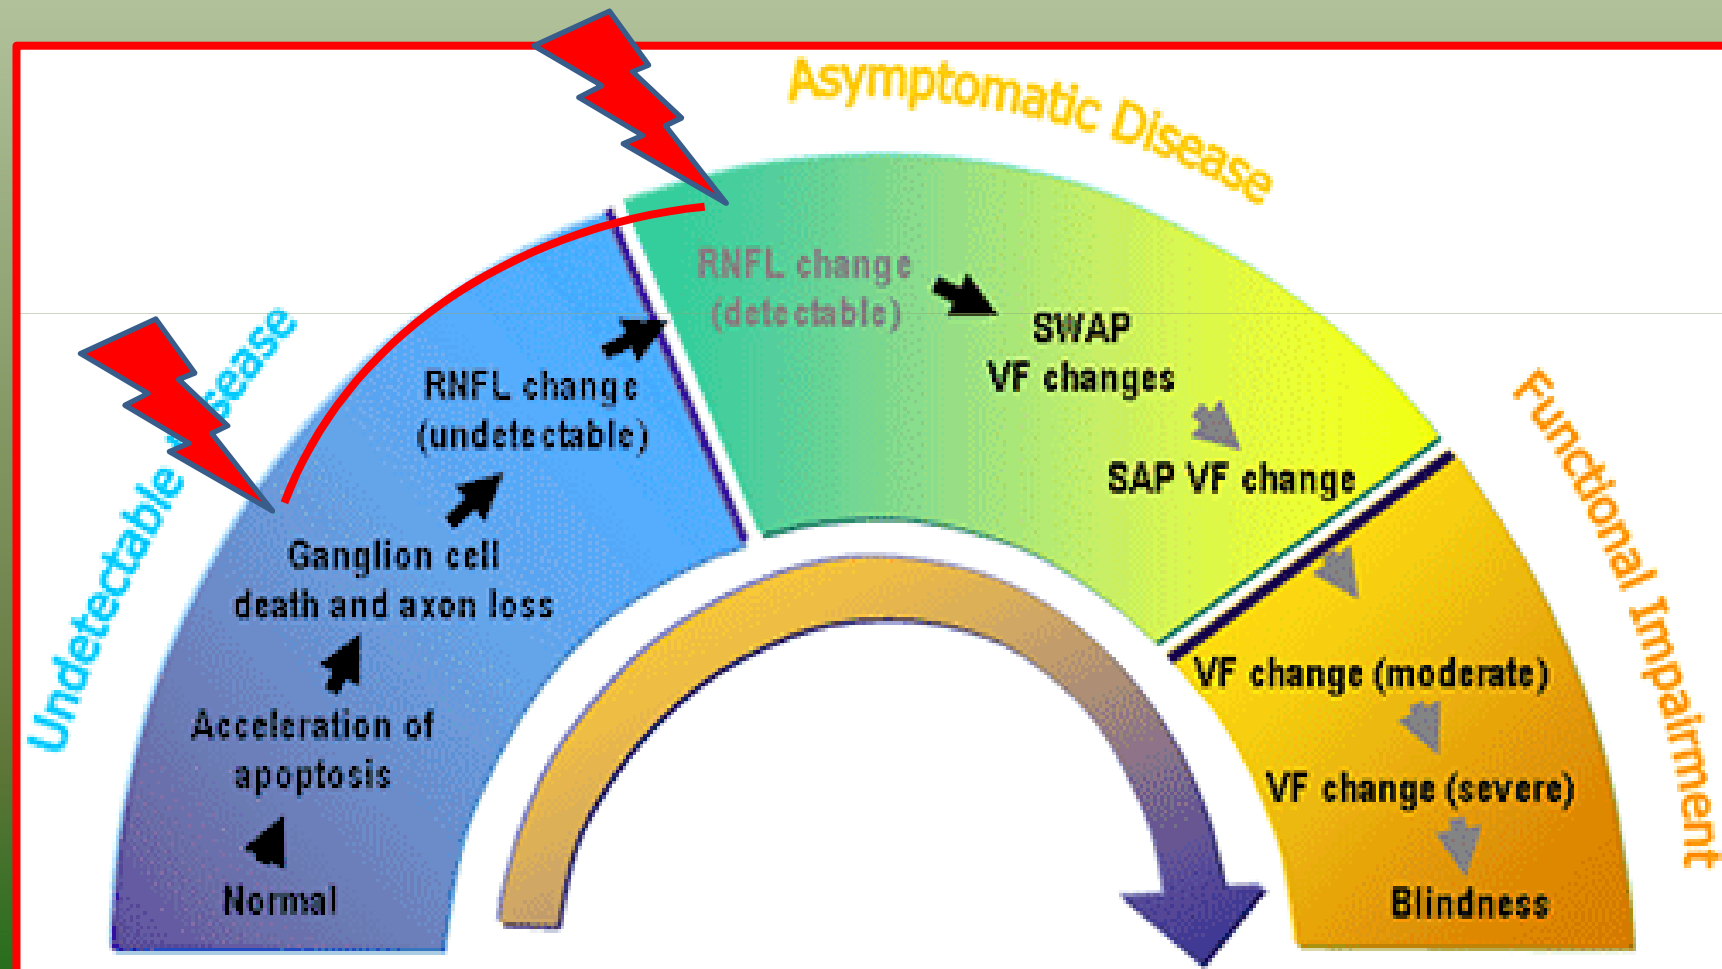 Asymptomatic Disease
Undetectable sease
Functional Impairment
Normal
Acceleration of
apoptosis
Ganglion cell
death and axon loss
RNFL change
(undetectable)
RNFL change
(detectable)
SWAP
VF changes
SAP VF change
VF change (moderate)
VF change (severe)
Blindness